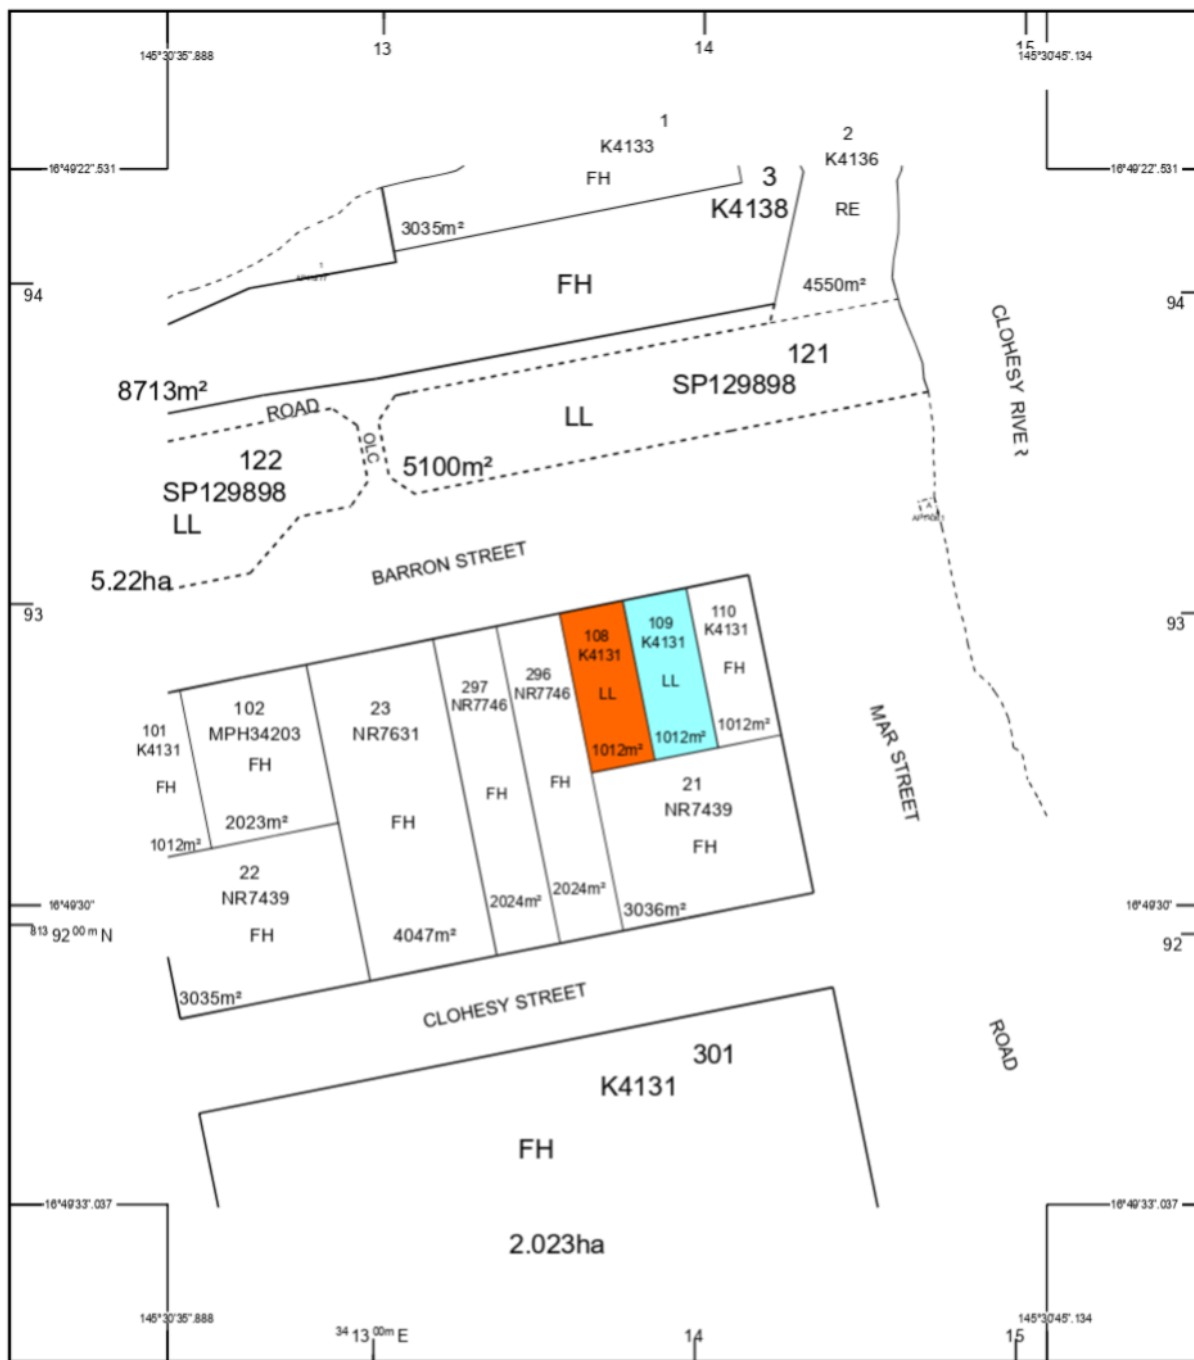 13
14
15
145°30'35".888
145°30'45".134
16°49'22".531
16°49'22".531
1
K4133
FH
3035m²
2
K4136
RE
4550m²
3
K4138
FH
8713m²
1
94
94
CLOHESY RIVER
121
SP129898
LL
5100m²
ROAD
OLC
122
SP129898
LL
5.22ha
A
BARRON STREET
93
93
101
K4131
FH
1012m²
102
MPH34203
FH
2023m²
23
NR7631
FH
4047m²
297
NR7746
FH
2024m²
296
NR7746
FH
2024m²
108
K4131
LL
1012m²
109
K4131
LL
1012m²
110
K4131
FH
1012m²
21
NR7439
FH
3036m²
22
NR7439
FH
3035m²
MAR STREET
16°49'30"
16°49'30"
813 92 00 m N
92
CLOHESY STREET
ROAD
301
K4131
FH
2.023ha
16°49'33".037
16°49'33".037
145°30'35".888
145°30'45".134
34 13 00m E
14
15